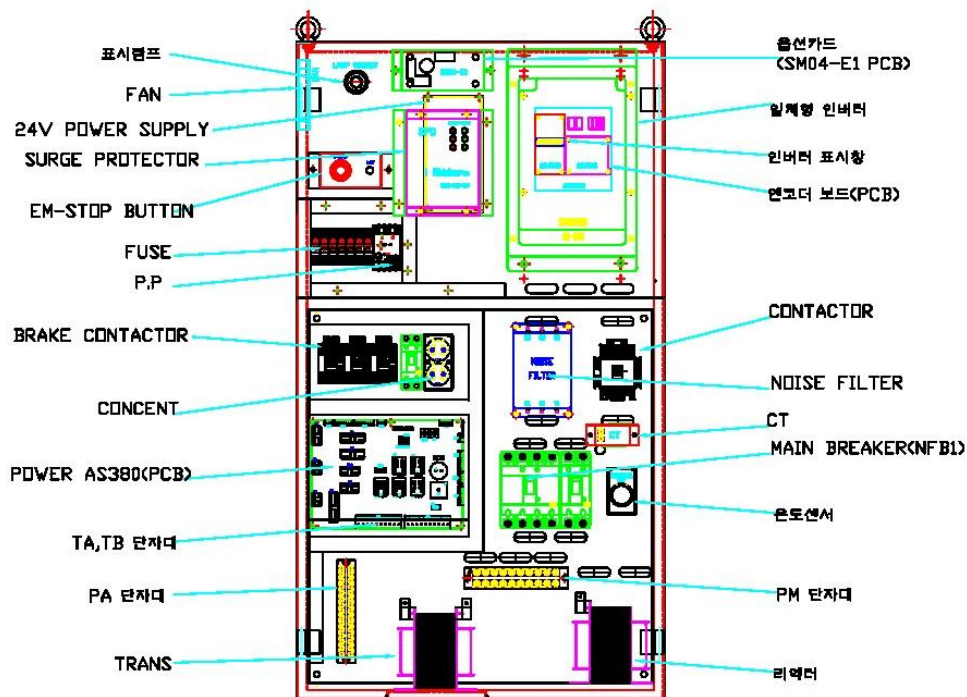 표시램프
FAN
24V POWER SUPPLY
SURGE PROTECTOR
EM-STOP BUTTON
FUSE
P.P
BRAKE CONTACTOR
CONCENT
POWER AS380(PCB)
TA,TB 단자대
PA 단자대
TRANS
옵션카드
(SM04-E1 PCB)
일체형 인버터
인버터 표시창
엔코더 보드(PCB)
CONTACTOR
NOISE FILTER
CT
MAIN BREAKER(NFB1)
온도센서
PM 단자대
리액터
NOISE
FILTER
CT